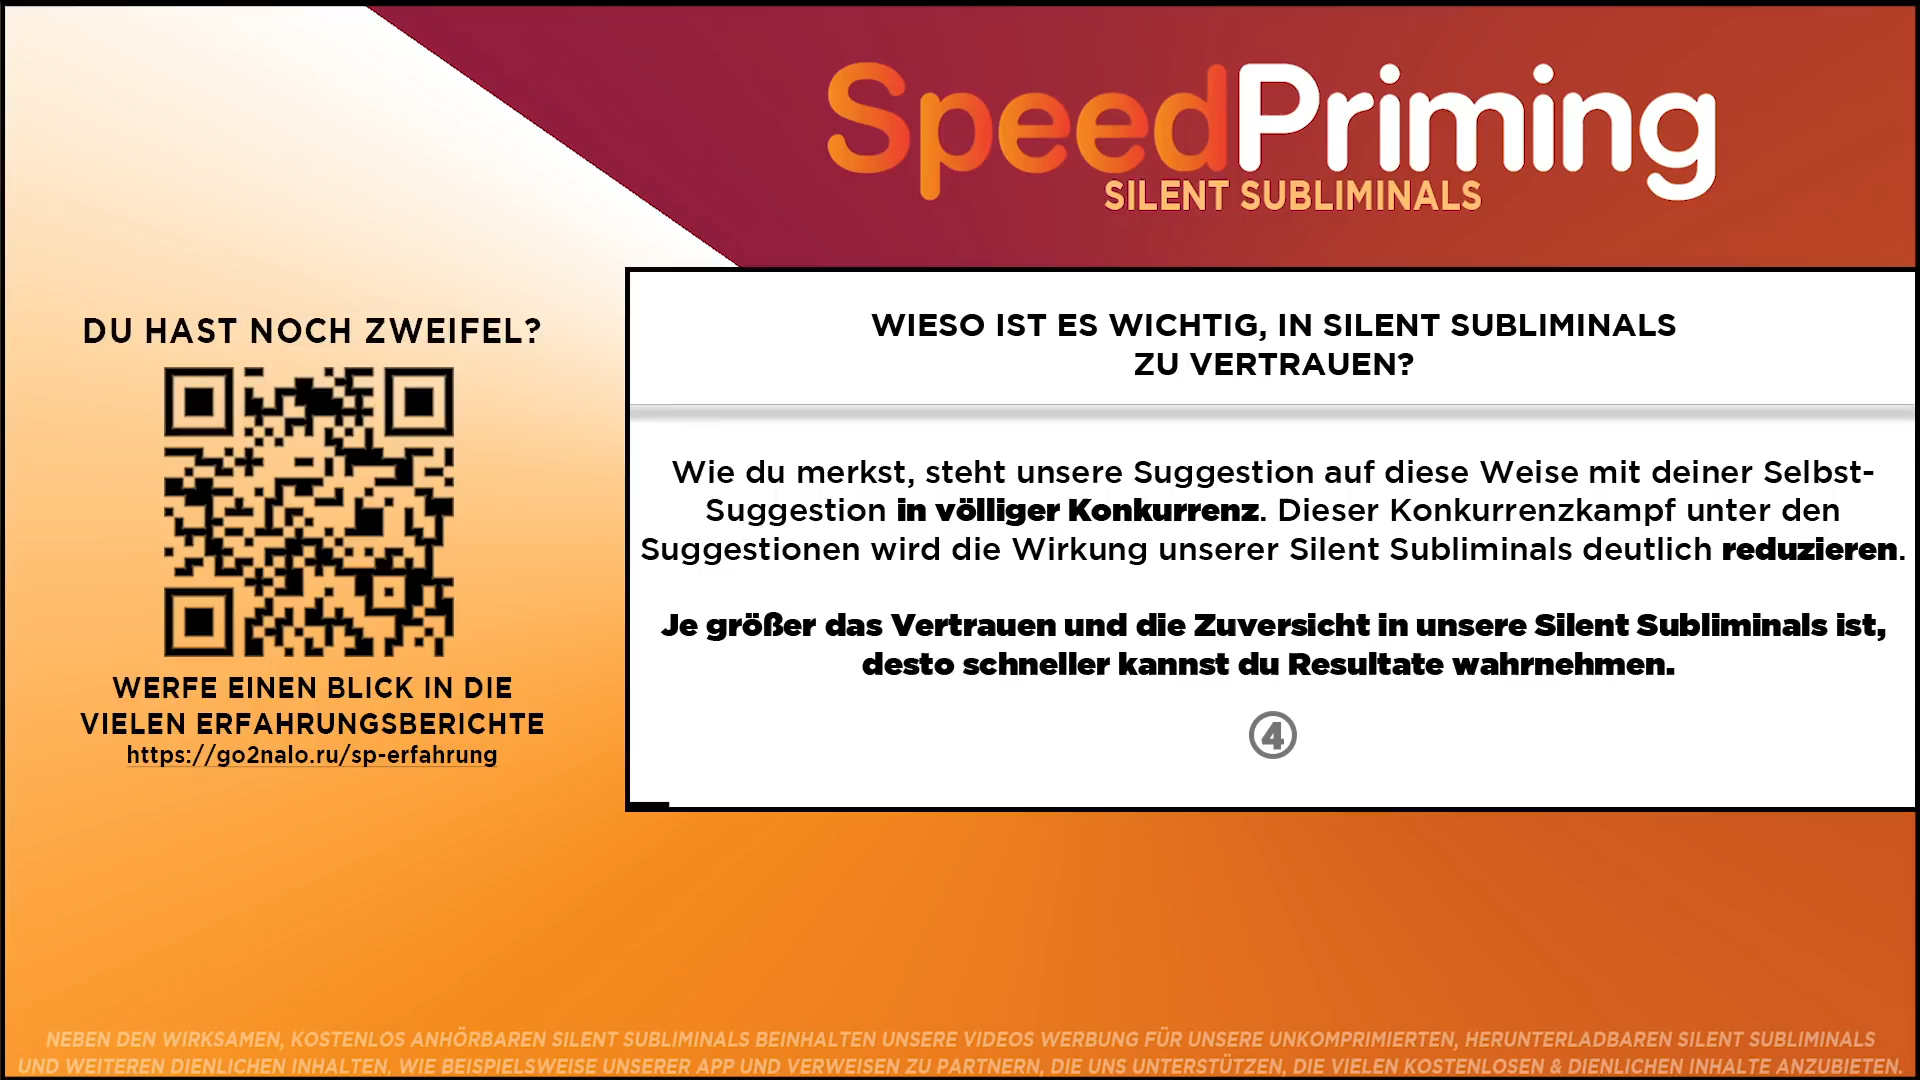 SpeedPriming
SILENT SUBLIMINALS
DU HAST NOCH ZWEIFEL?
WERFE EINEN BLICK IN DIE
VIELEN ERFAHRUNGSBERICHTE
https://go2nalo.ru/sp-erfahrung
WIESO IST ES WICHTIG, IN SILENT SUBLIMINALS
ZU VERTRAUEN?
Wie du merkst, steht unsere Suggestion auf diese Weise mit deiner Selbst-
Suggestion in völliger Konkurrenz. Dieser Konkurrenzkampf unter den
Suggestionen wird die Wirkung unserer Silent Subliminals deutlich reduzieren.
Je größer das Vertrauen und die Zuversicht in unsere Silent Subliminals ist,
desto schneller kannst du Resultate wahrnehmen.
④
NEBEN DEN WIRKSAMEN, KOSTENLOS ANHÖRBAREN SILENT SUBLIMINALS BEINHALTEN UNSERE VIDEOS WERBUNG FÜR UNSERE UNKOMPRIMIERTEN, HERUNTERLADBAREN SILENT SUBLIMINALS
UND WEITEREN DIENLICHEN INHALTEN, WIE BEISPIELSWEISE UNSERER APP UND VERWEISEN ZU PARTNERN, DIE UNS UNTERSTÜTZEN, DIE VIELEN KOSTENLOSEN & DIENLICHEN INHALTE ANZUBIETEN.